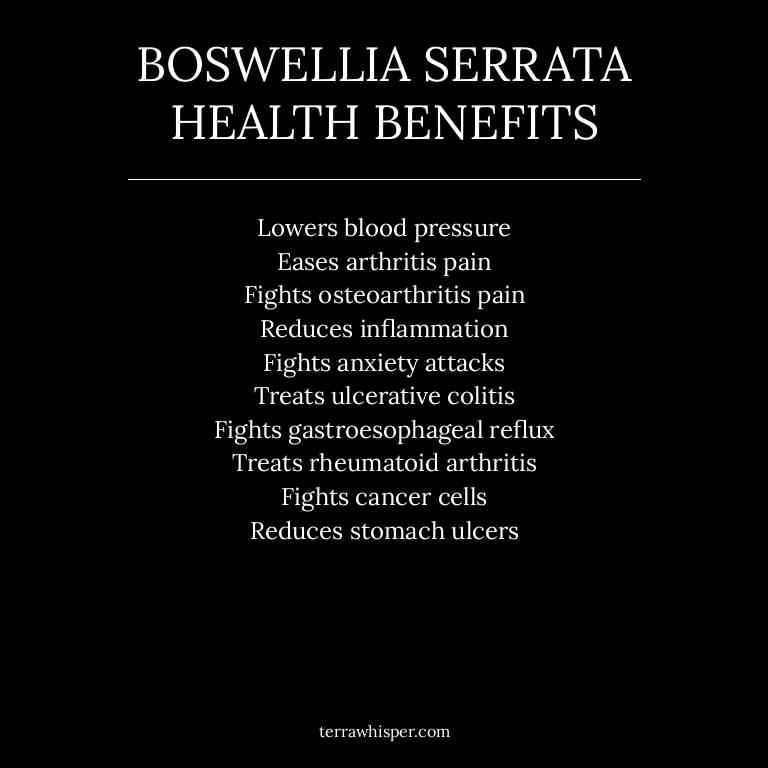 BOSWELLIA SERRATA
HEALTH BENEFITS
Lowers blood pressure
Eases arthritis pain
Fights osteoarthritis pain
Reduces inflammation
Fights anxiety attacks
Treats ulcerative colitis
Fights gastroesophageal reflux
Treats rheumatoid arthritis
Fights cancer cells
Reduces stomach ulcers
terrawhisper.com